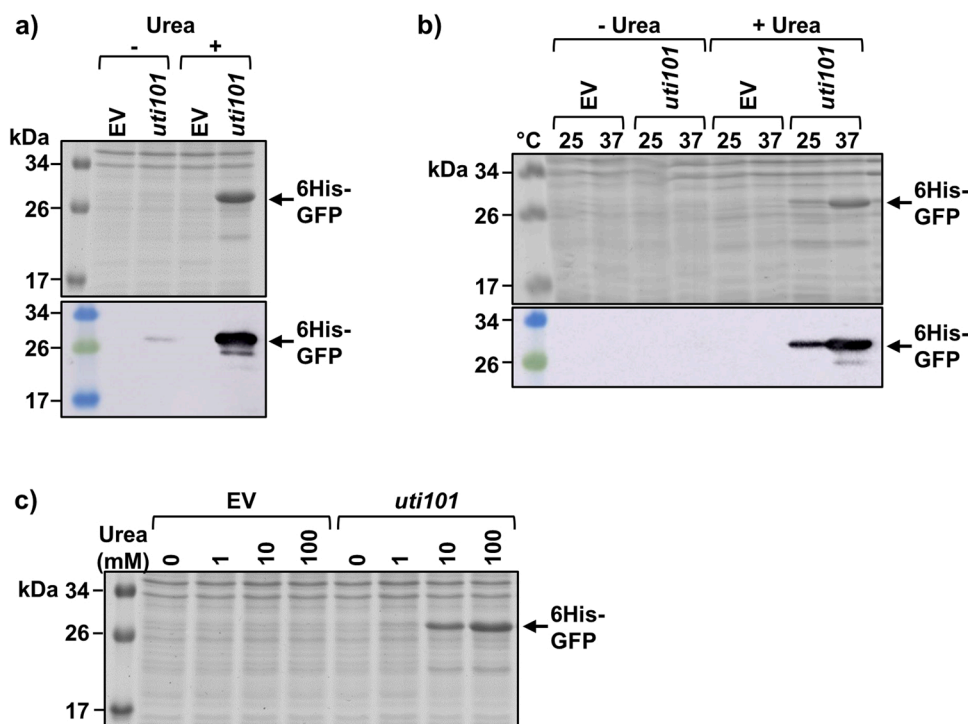 a)
Urea
- +
EV uti101 EV uti101
kDa
34
26
17
6His-
GFP
34
26
17
6His-
GFP
b)
- Urea + Urea
EV uti101 EV uti101
°C 25 37 25 37 25 37 25 37
kDa 34
26
17
6His-
GFP
34
26
6His-
GFP
c)
EV uti101
Urea
(mM) 0 1 10 100 0 1 10 100
kDa 34
26
17
6His-
GFP